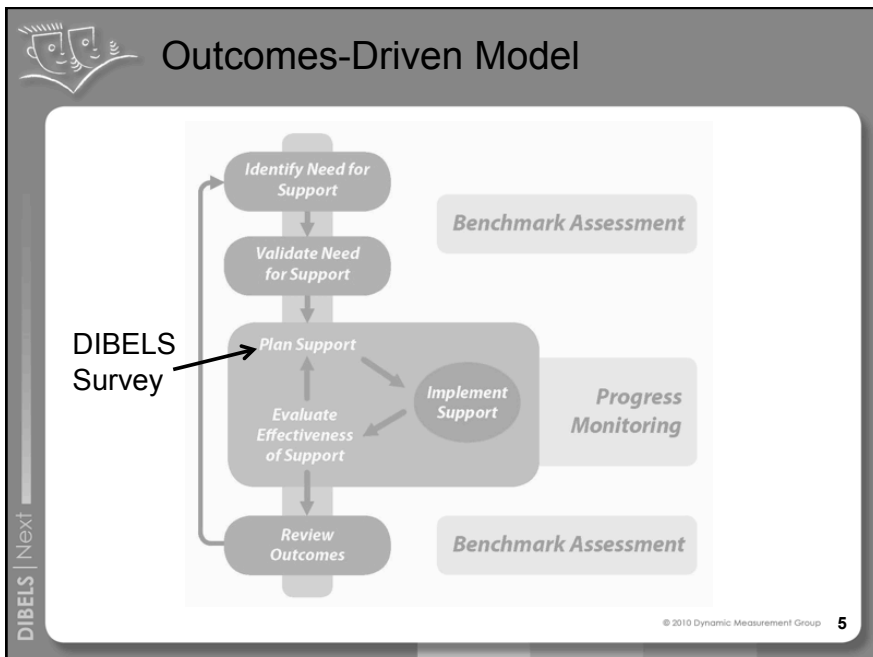 Outcomes-Driven Model
Identify Need for
Support
Benchmark Assessment
Validate Need
for Support
DIBELS
Survey
Plan Support
Implement
Support
Progress
Monitoring
Evaluate
Effectiveness
of Support
Review
Outcomes
Benchmark Assessment
DIBELS | Next
© 2010 Dynamic Measurement Group
5